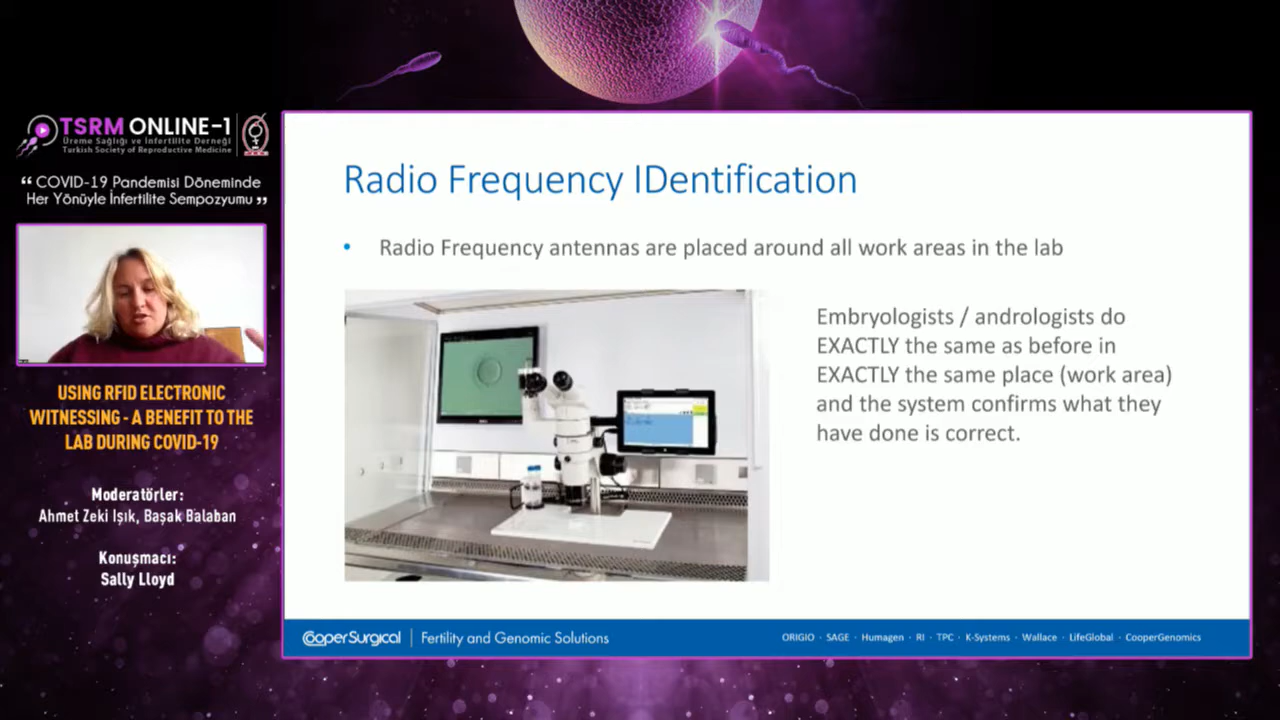 TSRM ONLINE-1
Üreme Sağlığı ve İnfertilite Derneği
Turkish Society of Reproductive Medicine
“ COVID-19 Pandemisi Döneminde
Her Yönüyle İnfertilite Sempozyumu ”
USING RFID ELECTRONIC
WITNESSING - A BENEFIT TO THE
LAB DURING COVID-19
Moderatörler:
Ahmet Zeki Işık, Başak Balaban
Konuşmacı:
Sally Lloyd
Radio Frequency IDentification
• Radio Frequency antennas are placed around all work areas in the lab
Embryologists / andrologists do
EXACTLY the same as before in
EXACTLY the same place (work area)
and the system confirms what they
have done is correct.
CooperSurgical | Fertility and Genomic Solutions
ORIGIO · SAGE · Humagen · RI · TPC · K-Systems · Wallace · LifeGlobal · CooperGenomics